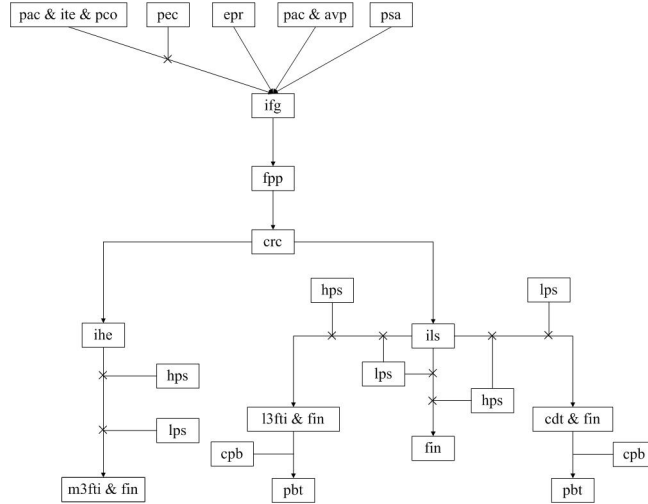 pac & ite & pco
pec
epr
pac & avp
psa
ifg
fpp
crc
hps
lps
ihe
ils
hps
lps
hps
l3fti & fin
cdt & fin
lps
fin
cpb
cpb
m3fti & fin
pbt
pbt